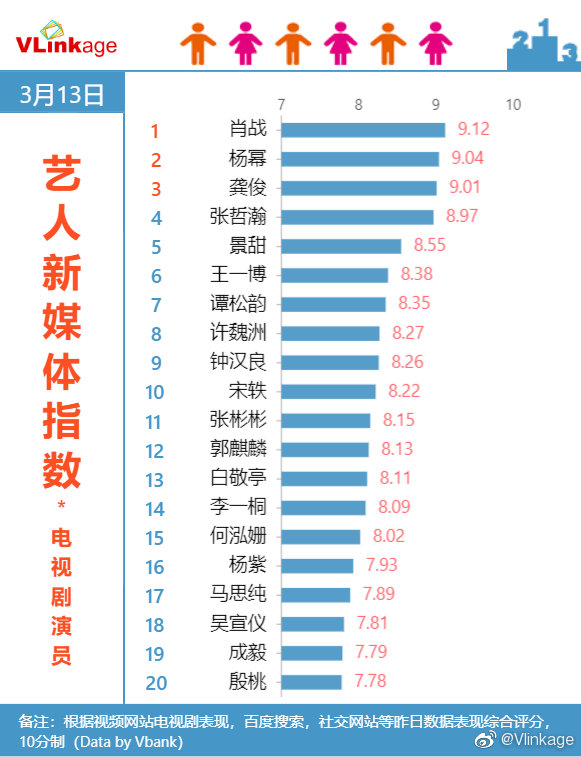 VLinkage
1
2
3
3月13日
艺人新媒体指数
*
电视剧演员
7 8 9 10
1 肖战 9.12
2 杨幂 9.04
3 龚俊 9.01
4 张哲瀚 8.97
5 景甜 8.55
6 王一博 8.38
7 谭松韵 8.35
8 许魏洲 8.27
9 钟汉良 8.26
10 宋轶 8.22
11 张彬彬 8.15
12 郭麒麟 8.13
13 白敬亭 8.11
14 李一桐 8.09
15 何泓姗 8.02
16 杨紫 7.93
17 马思纯 7.89
18 吴宣仪 7.81
19 成毅 7.79
20 殷桃 7.78
备注：根据视频网站电视剧表现，百度搜索，社交网站等昨日数据表现综合评分，
10分制（Data by Vbank）
@Vlinkage